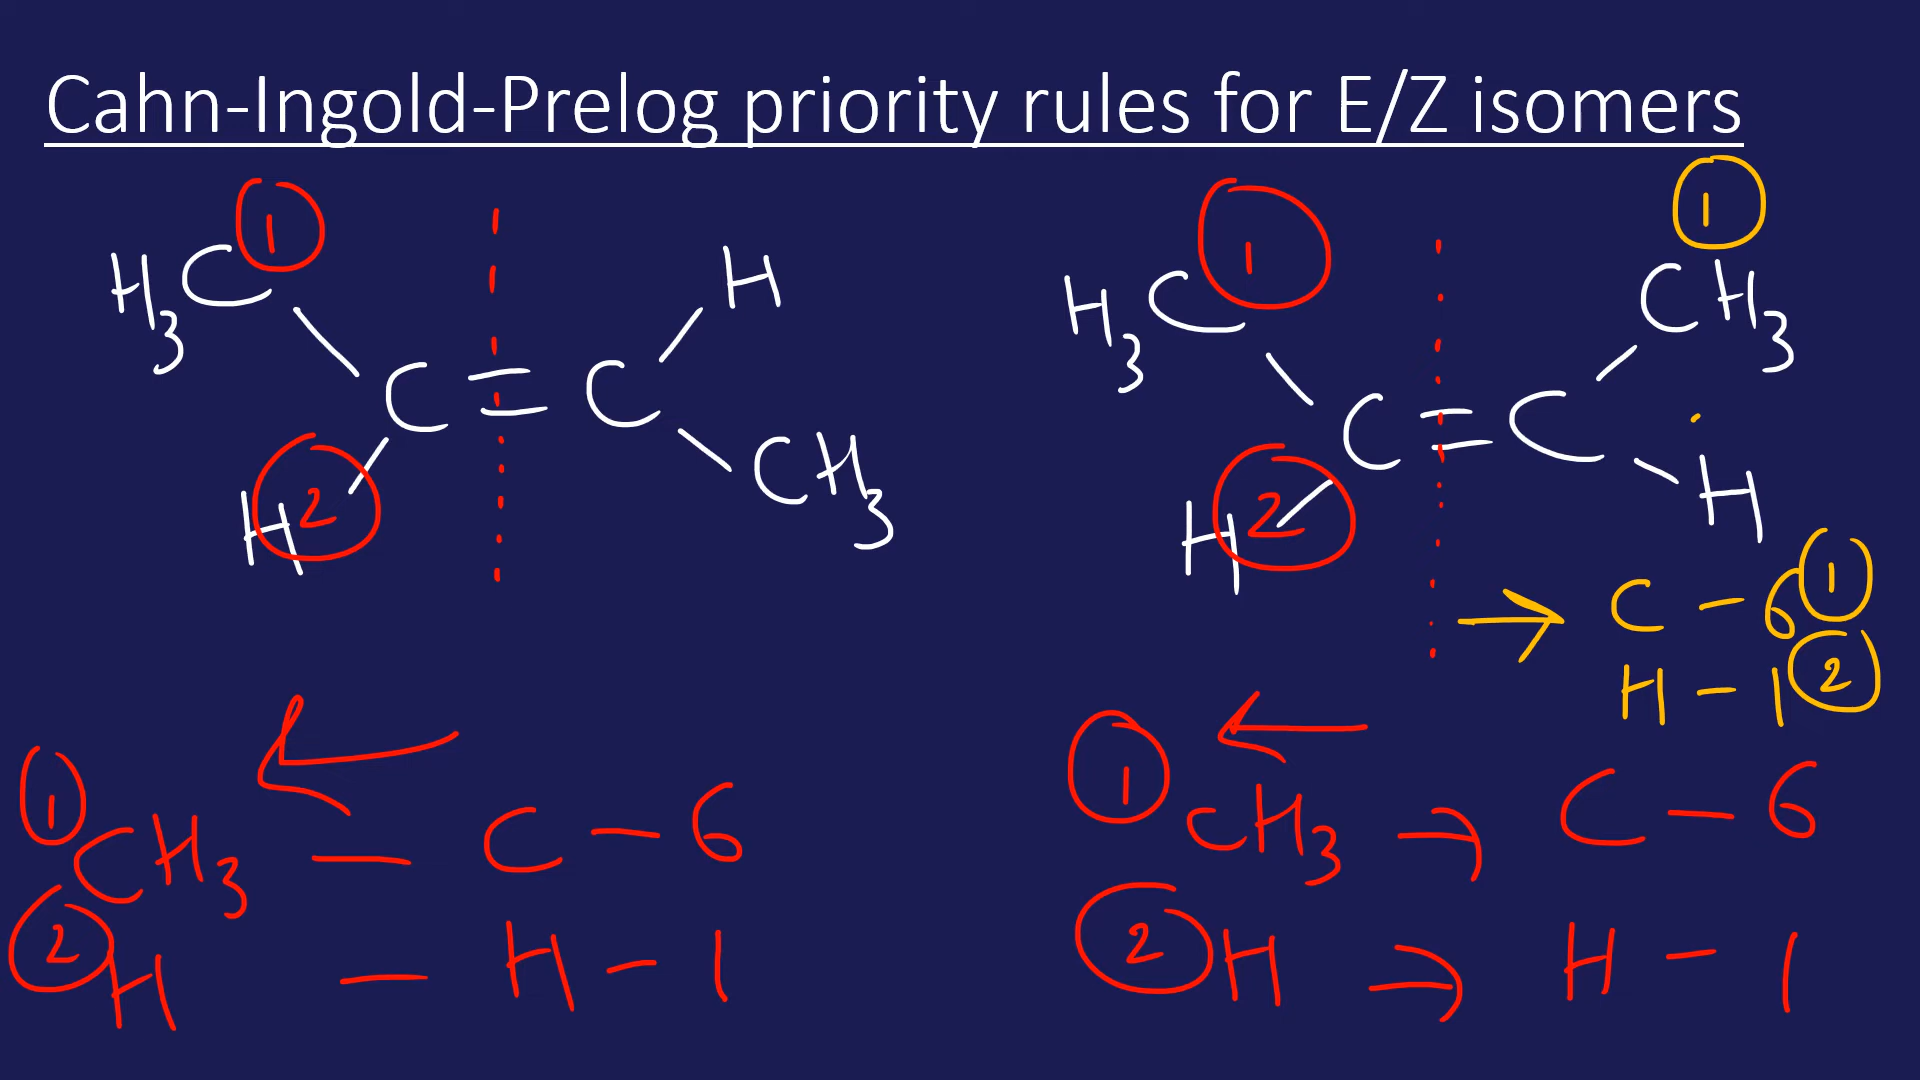 Cahn-Ingold-Prelog priority rules for E/Z isomers
1
H3C
H
C = C
2
H
CH3
1
1
H3C
CH3
C = C
2
H
H
→ C - 6 1
H - 1 2
←
1
CH3 — C - 6
2
H — H - 1
←
1
CH3 → C - 6
2
H → H - 1